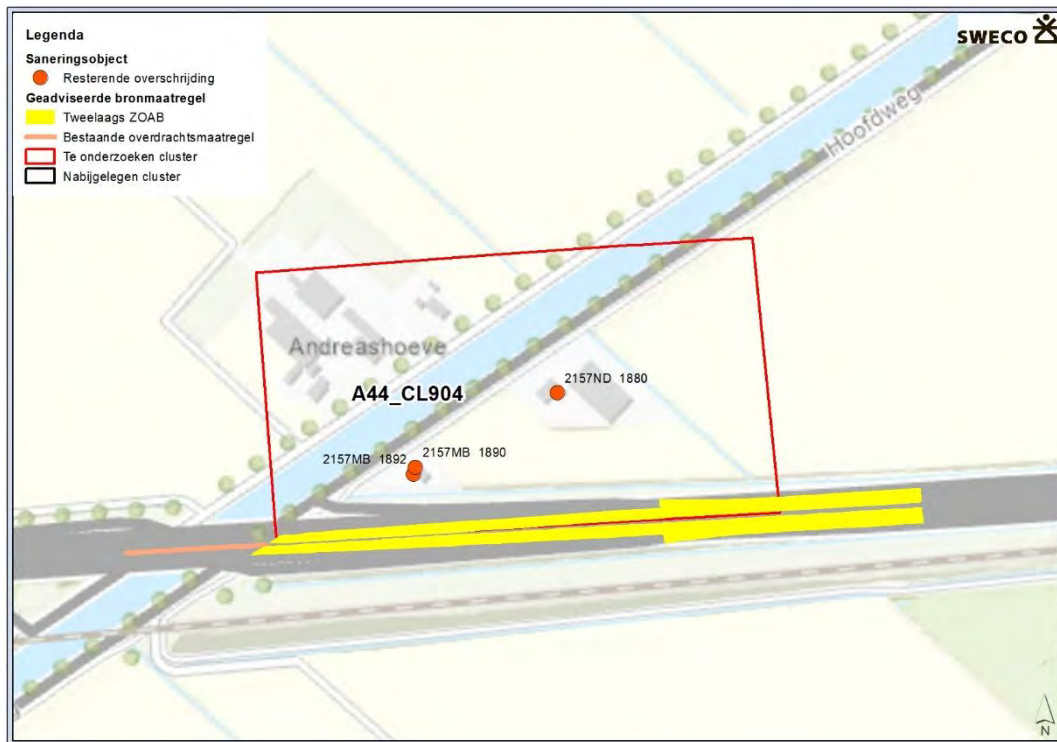 Legenda
Saneringsobject
Resterende overschrijding
Geadviseerde bronmaatregel
Tweelaags ZOAB
Bestaande overdrachtsmaatregel
Te onderzoeken cluster
Nabijgelegen cluster
SWECO
Hoofdweg
Andreashoeve
A44_CL904
2157ND 1880
2157MB 1892
2157MB 1890
N